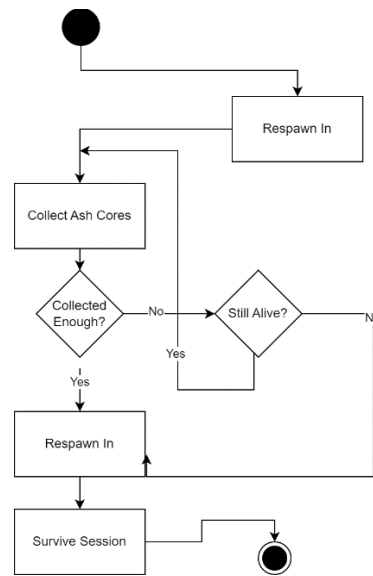 Respawn In
Collect Ash Cores
Collected
Enough?
No
Still Alive?
N
Yes
Yes
Respawn In
Survive Session